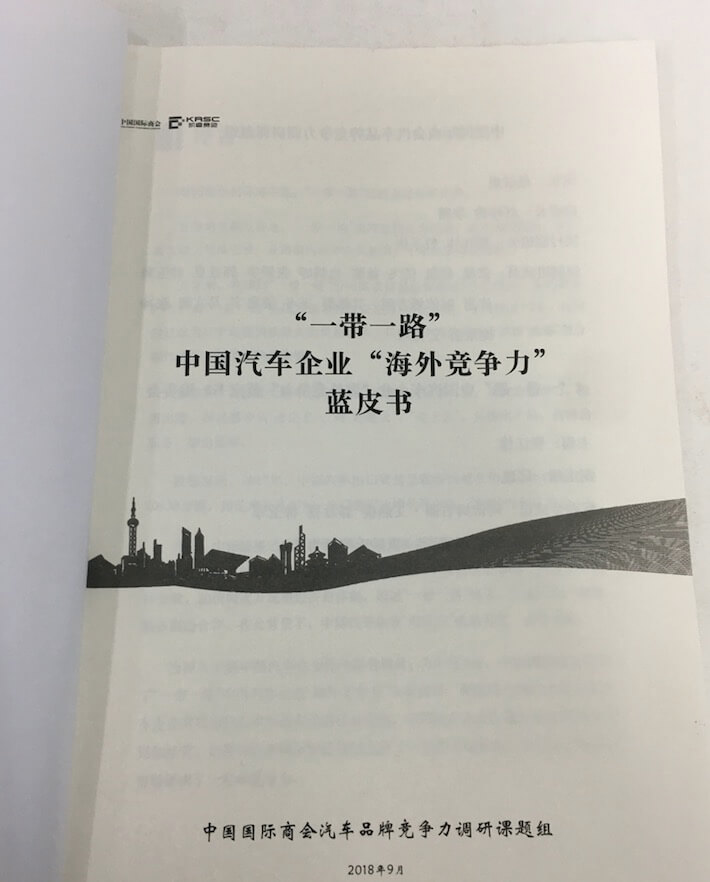 中国国际商会 KASC
“一带一路”
中国汽车企业“海外竞争力”
蓝皮书
中国国际商会汽车品牌竞争力调研课题组
2018年9月